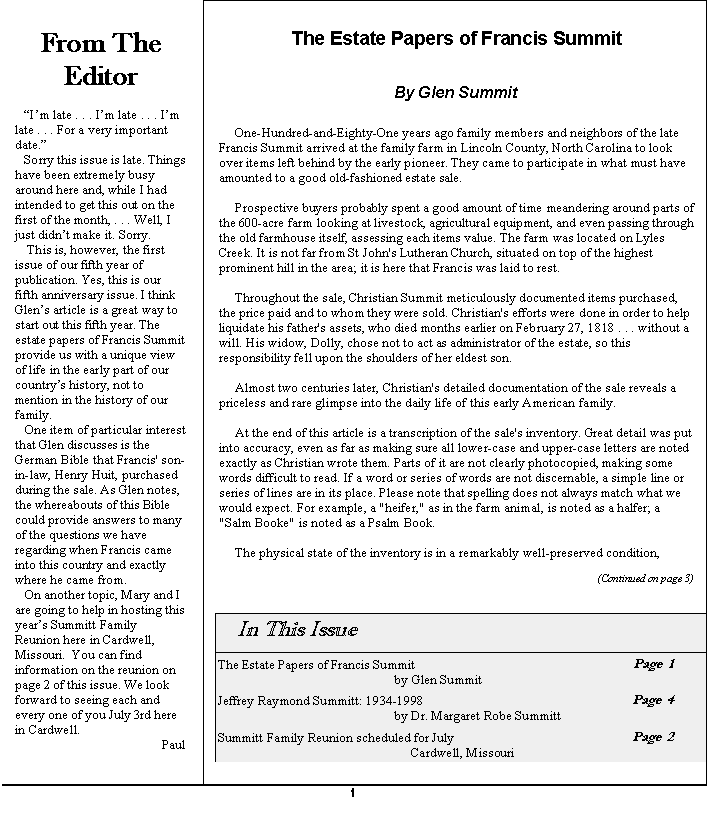 From The
Editor
“I’m late . . . I’m late . . . I’m
late . . . For a very important
date.”
Sorry this issue is late. Things
have been extremely busy
around here and, while I had
intended to get this out on the
first of the month, . . . Well, I
just didn’t make it. Sorry.
This is, however, the first
issue of our fifth year of
publication. Yes, this is our
fifth anniversary issue. I think
Glen’s article is a great way to
start out this fifth year. The
estate papers of Francis Summit
provide us with a unique view
of life in the early part of our
country’s history, not to
mention in the history of our
family.
One item of particular interest
that Glen discusses is the
German Bible that Francis' son-
in-law, Henry Huit, purchased
during the sale. As Glen notes,
the whereabouts of this Bible
could provide answers to many
of the questions we have
regarding when Francis came
into this country and exactly
where he came from.
On another topic, Mary and I
are going to help in hosting this
year’s Summitt Family
Reunion here in Cardwell,
Missouri.  You can find
information on the reunion on
page 2 of this issue. We look
forward to seeing each and
every one of you July 3rd here
in Cardwell.
Paul
The Estate Papers of Francis Summit
By Glen Summit
One-Hundred-and-Eighty-One years ago family members and neighbors of the late
Francis Summit arrived at the family farm in Lincoln County, North Carolina to look
over items left behind by the early pioneer. They came to participate in what must have
amounted to a good old-fashioned estate sale.
Prospective buyers probably spent a good amount of time meandering around parts of
the 600-acre farm looking at livestock, agricultural equipment, and even passing through
the old farmhouse itself, assessing each items value. The farm was located on Lyles
Creek. It is not far from St John's Lutheran Church, situated on top of the highest
prominent hill in the area; it is here that Francis was laid to rest.
Throughout the sale, Christian Summit meticulously documented items purchased,
the price paid and to whom they were sold. Christian's efforts were done in order to help
liquidate his father's assets, who died months earlier on February 27, 1818 . . . without a
will. His widow, Dolly, chose not to act as administrator of the estate, so this
responsibility fell upon the shoulders of her eldest son.
Almost two centuries later, Christian's detailed documentation of the sale reveals a
priceless and rare glimpse into the daily life of this early American family.
At the end of this article is a transcription of the sale's inventory. Great detail was put
into accuracy, even as far as making sure all lower-case and upper-case letters are noted
exactly as Christian wrote them. Parts of it are not clearly photocopied, making some
words difficult to read. If a word or series of words are not discernable, a simple line or
series of lines are in its place. Please note that spelling does not always match what we
would expect. For example, a "heifer," as in the farm animal, is noted as a halfer; a
"Salm Booke" is noted as a Psalm Book.
The physical state of the inventory is in a remarkably well-preserved condition,
(Continued on page 3)
In This Issue
The Estate Papers of Francis Summit Page 1
by Glen Summit
Jeffrey Raymond Summitt: 1934-1998 Page 4
by Dr. Margaret Robe Summitt
Summitt Family Reunion scheduled for July Page 2
Cardwell, Missouri
1